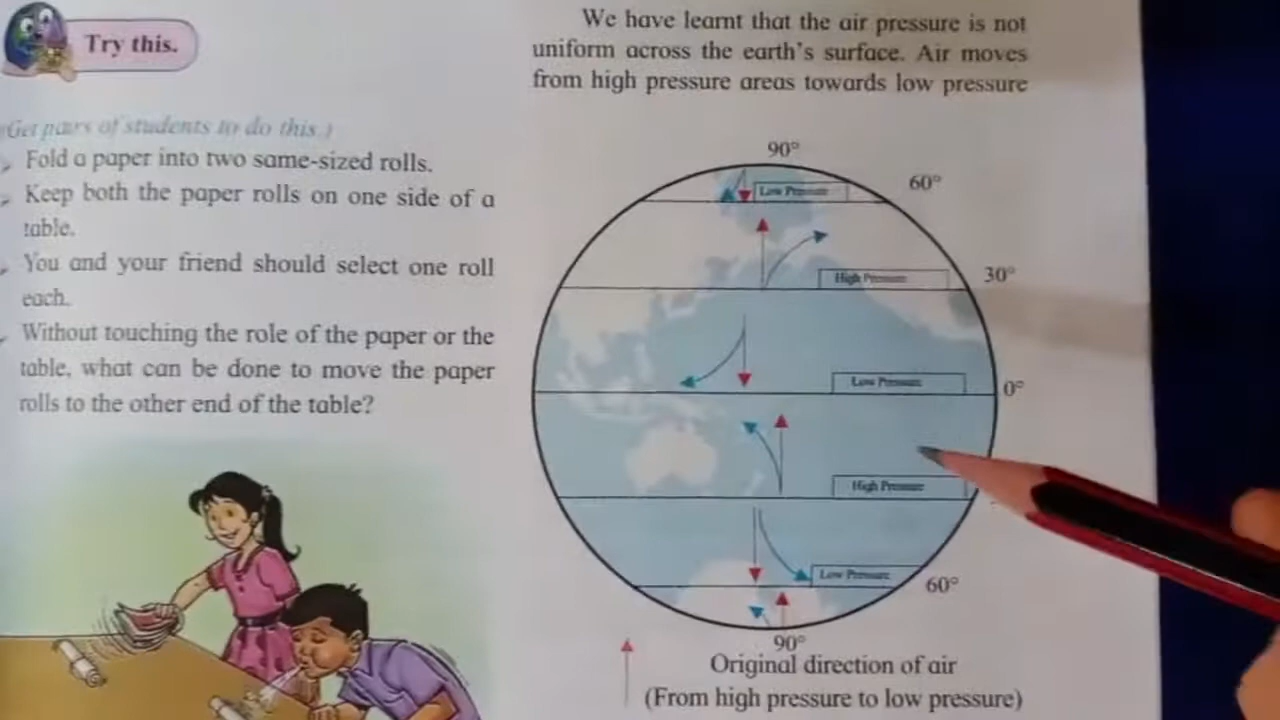 Try this.
(Get pairs of students to do this.)
Fold a paper into two same-sized rolls.
Keep both the paper rolls on one side of a
table.
You and your friend should select one roll
each.
Without touching the role of the paper or the
table, what can be done to move the paper
rolls to the other end of the table?
We have learnt that the air pressure is not
uniform across the earth's surface. Air moves
from high pressure areas towards low pressure
90°
Low Pressure
60°
High Pressure
30°
Low Pressure
0°
High Pressure
Low Pressure
60°
90°
Original direction of air
(From high pressure to low pressure)